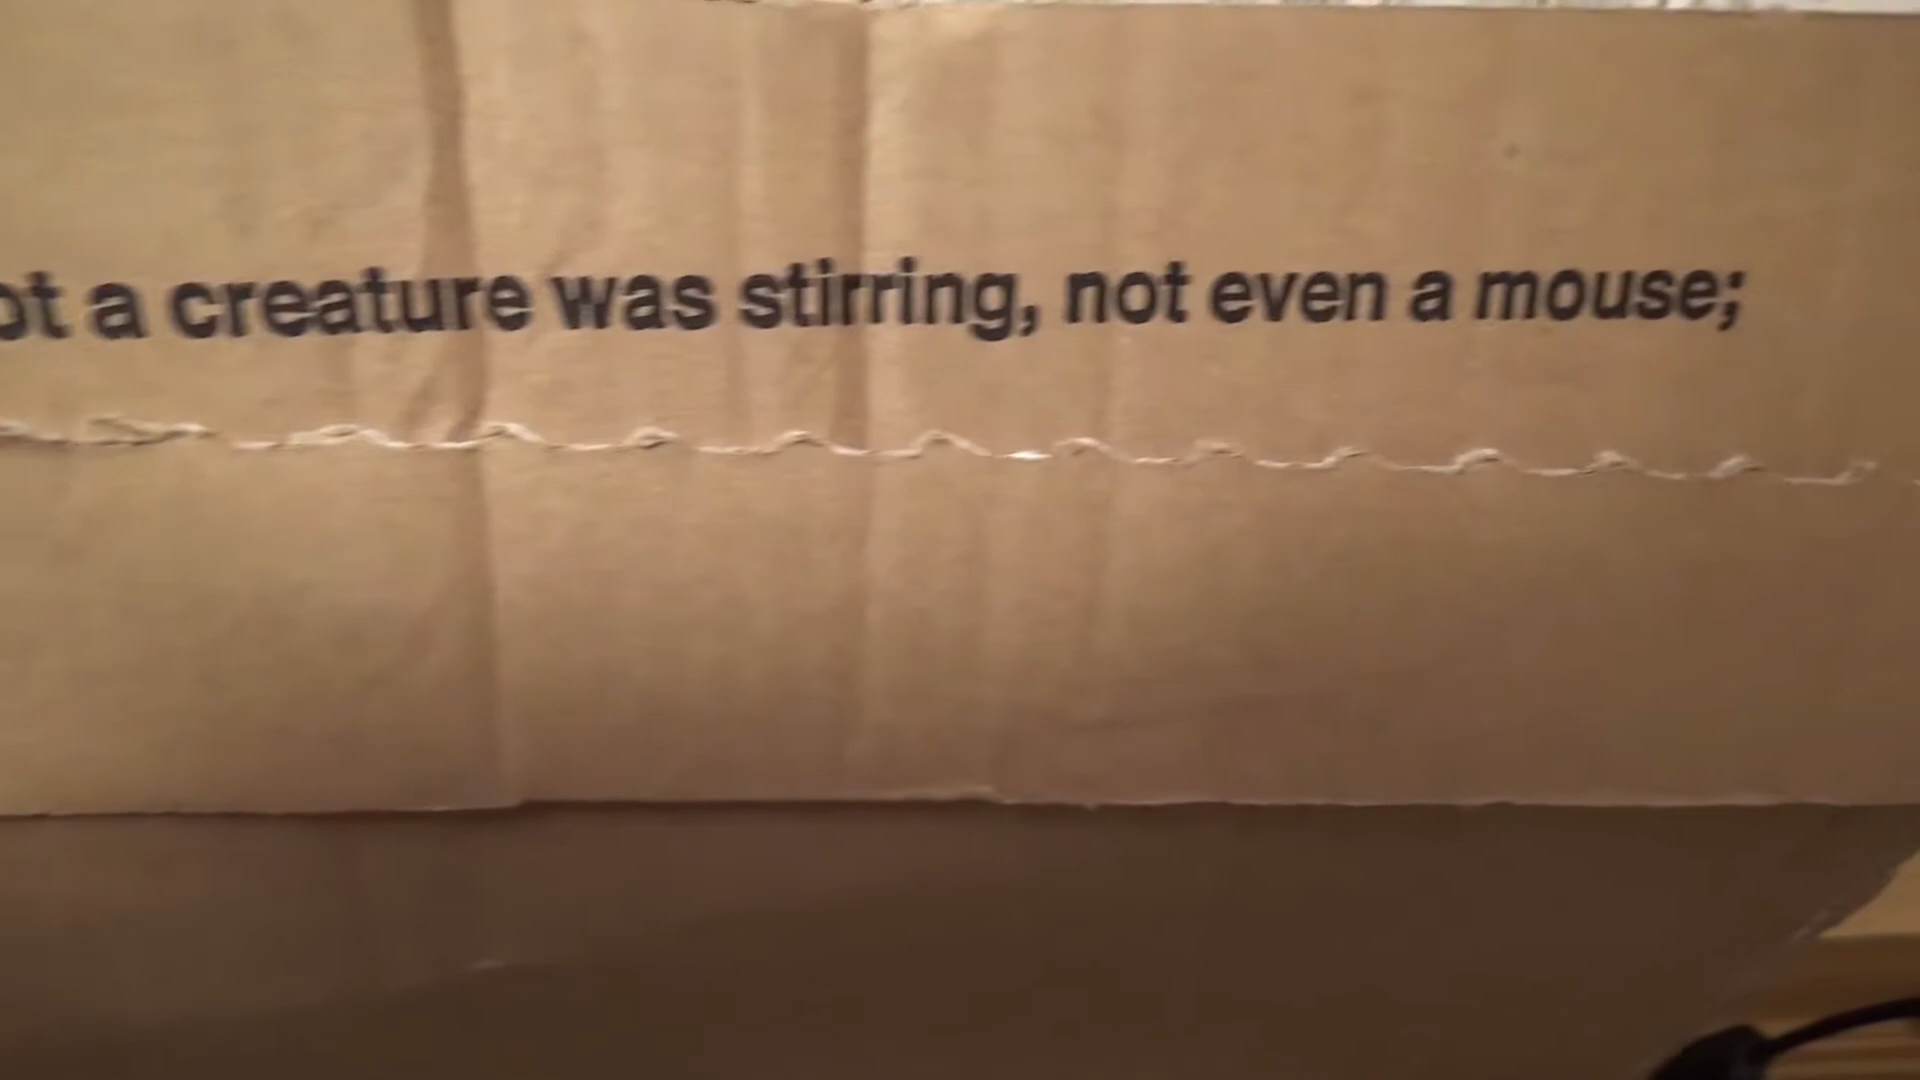 ot a creature was stirring, not even a mouse;